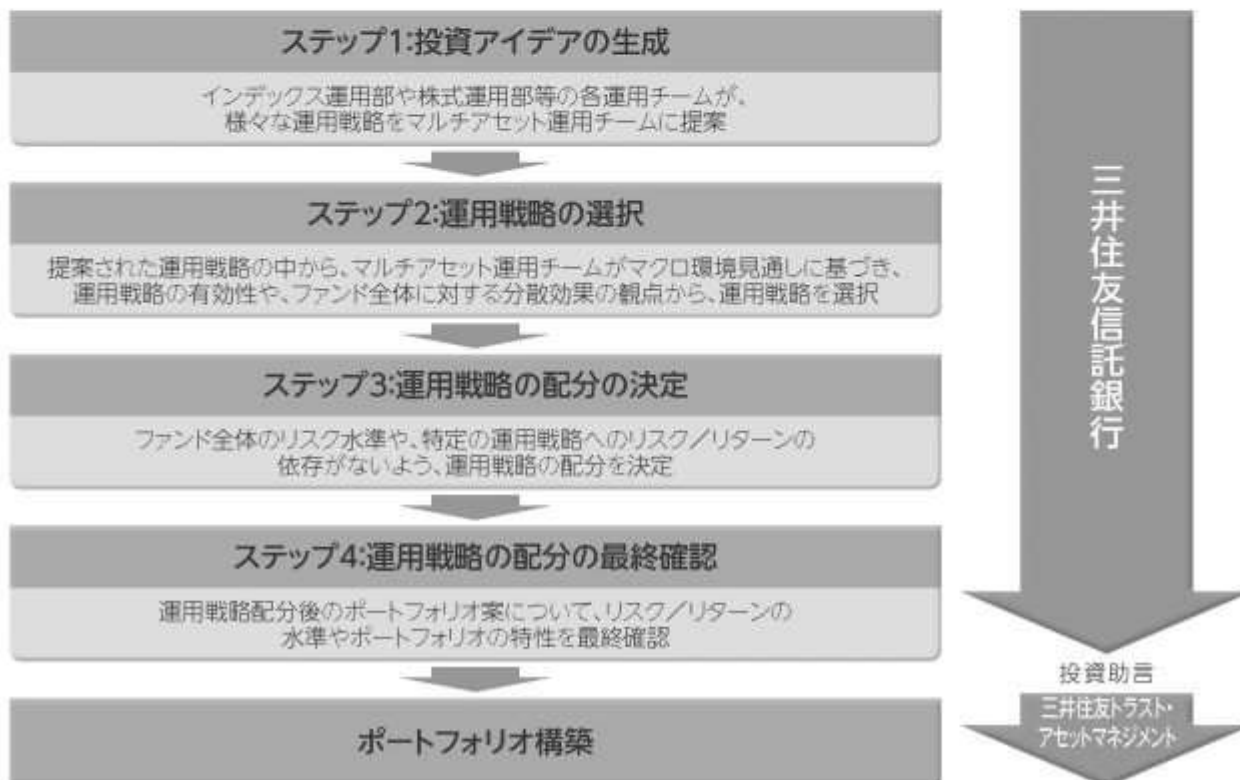 ステップ1:投資アイデアの生成
インデックス運用部や株式運用部等の各運用チームが、
様々な運用戦略をマルチアセット運用チームに提案
ステップ2:運用戦略の選択
提案された運用戦略の中から、マルチアセット運用チームがマクロ環境見通しに基づき、
運用戦略の有効性や、ファンド全体に対する分散効果の観点から、運用戦略を選択
ステップ3:運用戦略の配分の決定
ファンド全体のリスク水準や、特定の運用戦略へのリスク／リターンの
依存がないよう、運用戦略の配分を決定
ステップ4:運用戦略の配分の最終確認
運用戦略配分後のポートフォリオ案について、リスク／リターンの
水準やポートフォリオの特性を最終確認
ポートフォリオ構築
三井住友信託銀行
投資助言
三井住友トラスト・
アセットマネジメント